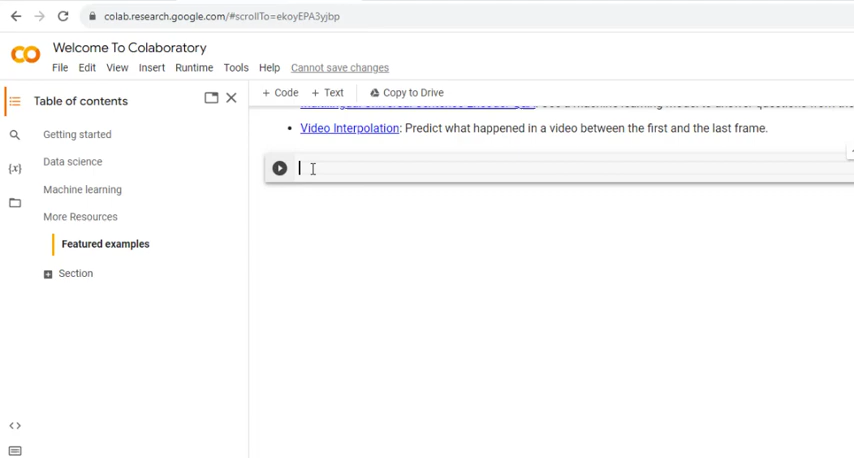 colab.research.google.com/#scrollTo=ekoyEPA3yjbp
Welcome To Colaboratory
File Edit View Insert Runtime Tools Help Cannot save changes
+ Code + Text Copy to Drive
Table of contents
Getting started
Data science
Machine learning
More Resources
Featured examples
Section
{x}
<>
• Video Interpolation: Predict what happened in a video between the first and the last frame.